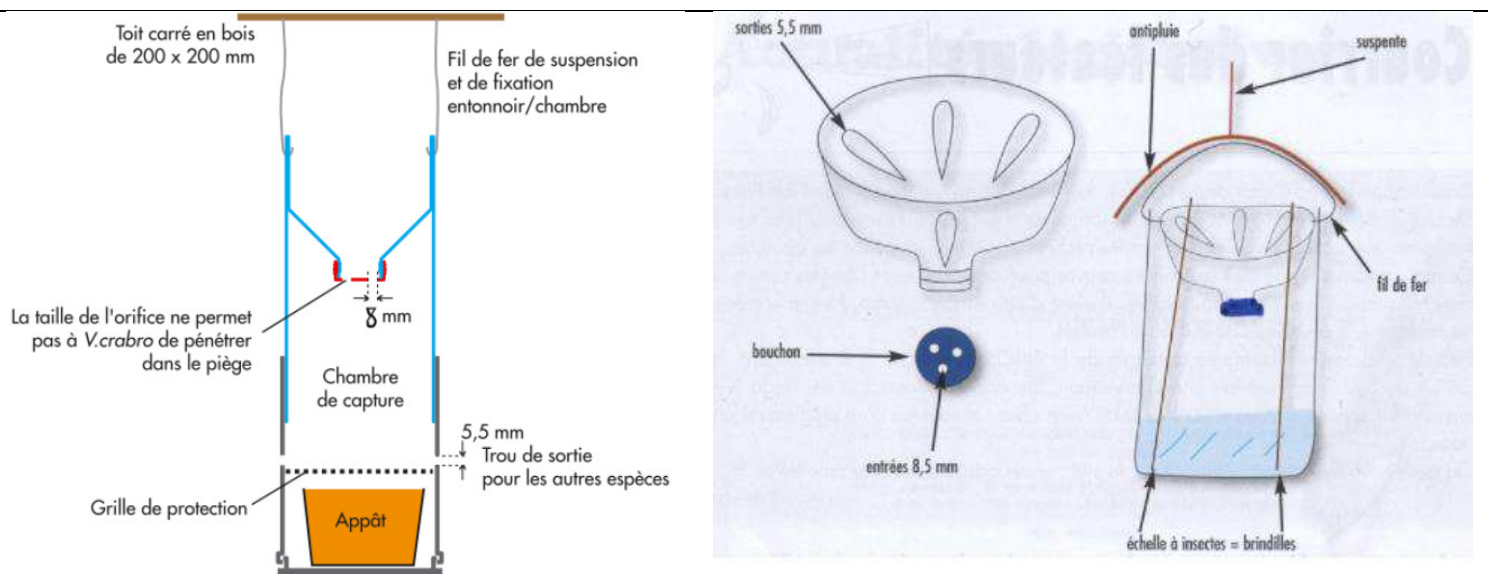 Toit carré en bois
de 200 x 200 mm
Fil de fer de suspension
et de fixation
entonnoir/chambre
8 mm
La taille de l'orifice ne permet
pas à V.crabro de pénétrer
dans le piège
Chambre
de capture
5,5 mm
Trou de sortie
pour les autres espèces
Grille de protection
Appât
sorties 5,5 mm
antipluie
suspente
fil de fer
bouchon
entrées 8,5 mm
échelle à insectes = brindilles